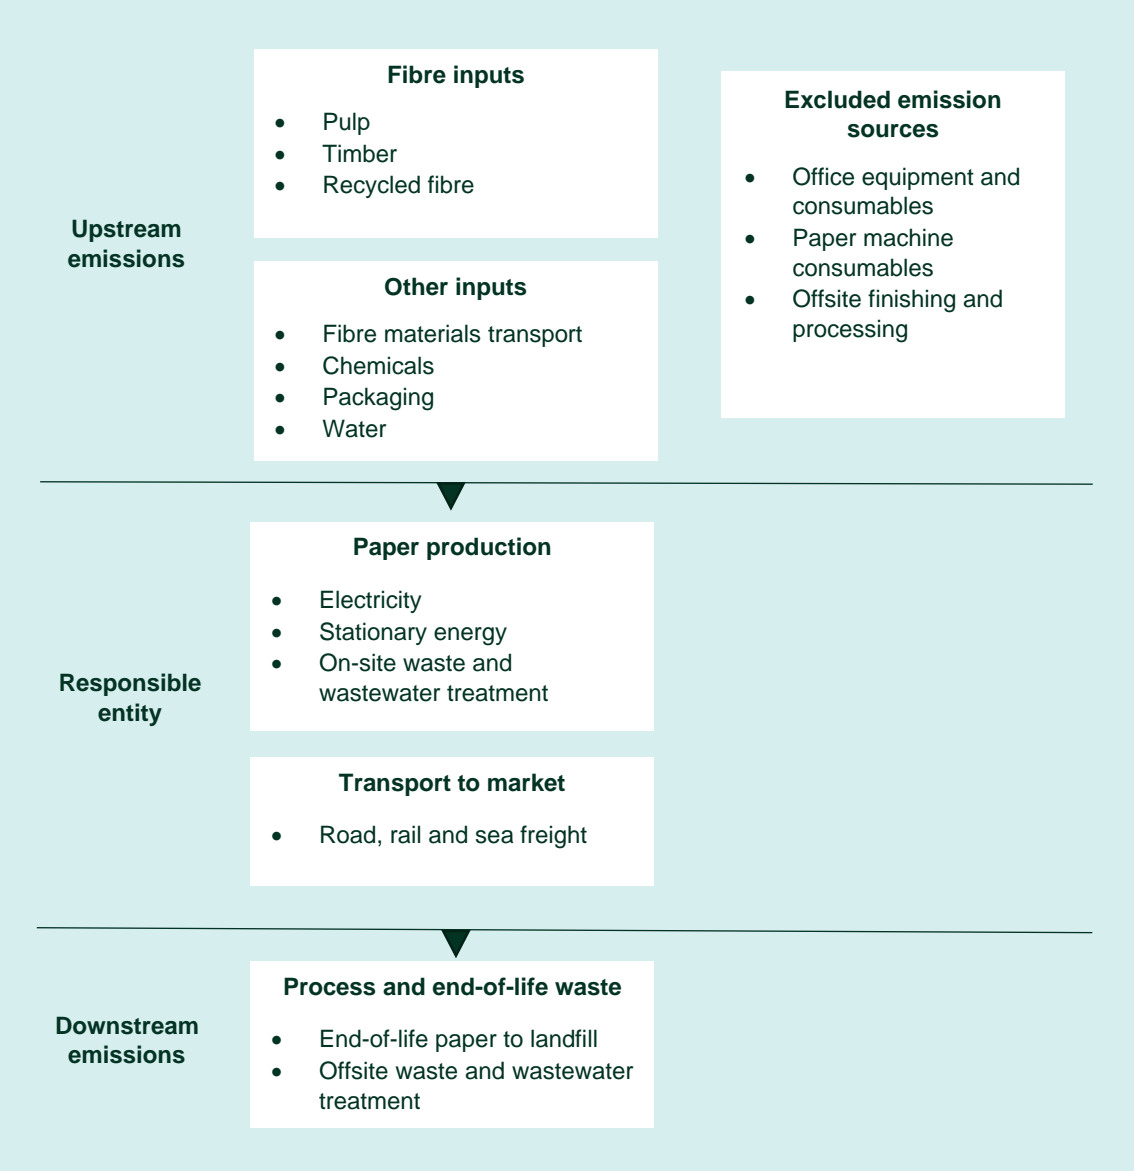 Upstream
emissions
Fibre inputs
• Pulp
• Timber
• Recycled fibre
Other inputs
• Fibre materials transport
• Chemicals
• Packaging
• Water
Excluded emission
sources
• Office equipment and
consumables
• Paper machine
consumables
• Offsite finishing and
processing
Responsible
entity
Paper production
• Electricity
• Stationary energy
• On-site waste and
wastewater treatment
Transport to market
• Road, rail and sea freight
Downstream
emissions
Process and end-of-life waste
• End-of-life paper to landfill
• Offsite waste and wastewater
treatment